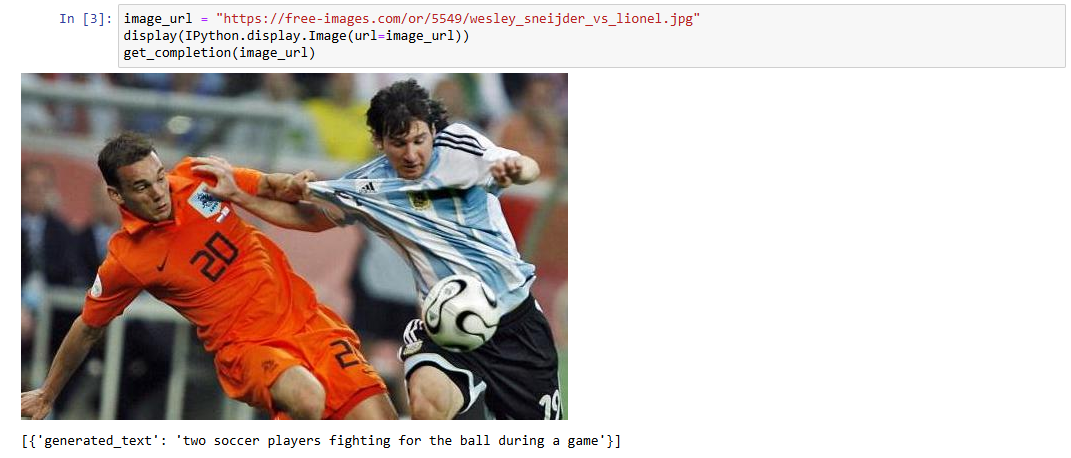 In [3]: image_url = "https://free-images.com/or/5549/wesley_sneijder_vs_lionel.jpg"
display(IPython.display.Image(url=image_url))
get_completion(image_url)
20
20
19
[{'generated_text': 'two soccer players fighting for the ball during a game'}]